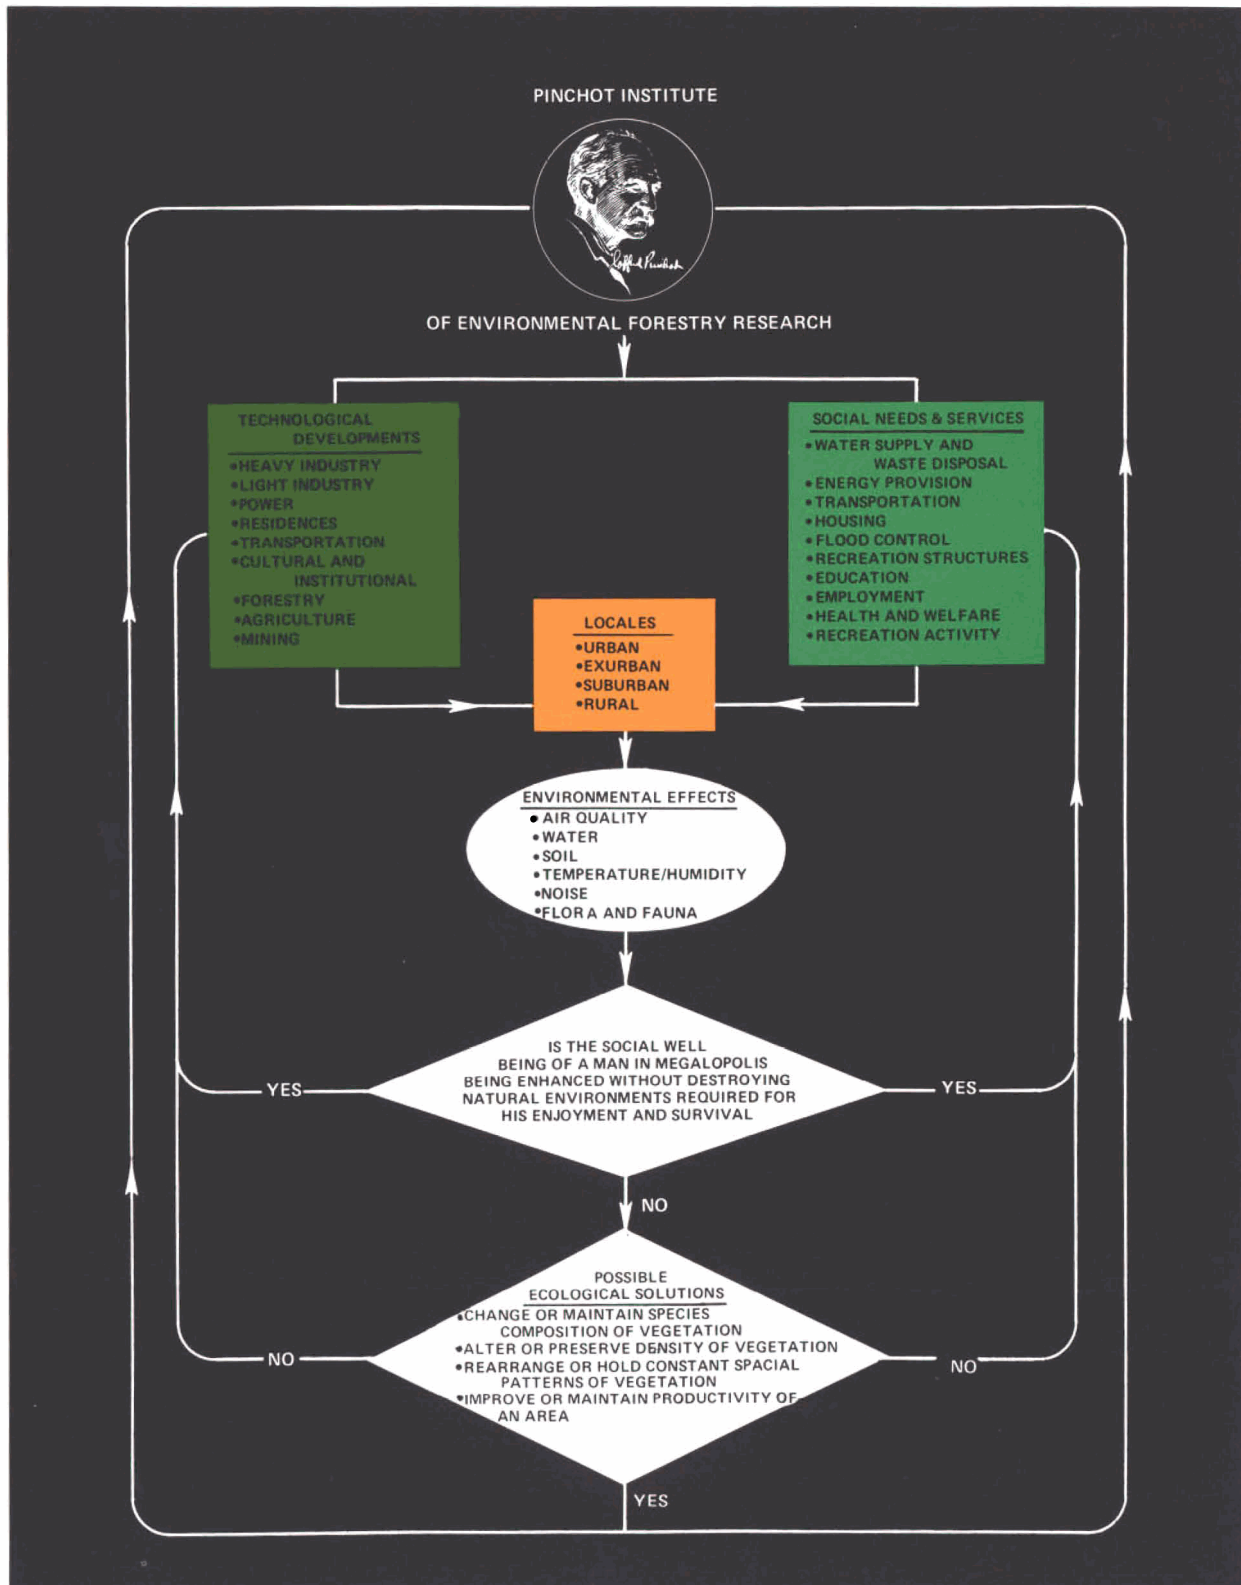 PINCHOT INSTITUTE
Gifford Pinchot
OF ENVIRONMENTAL FORESTRY RESEARCH
TECHNOLOGICAL
DEVELOPMENTS
•HEAVY INDUSTRY
•LIGHT INDUSTRY
•POWER
•RESIDENCES
•TRANSPORTATION
•CULTURAL AND
INSTITUTIONAL
•FORESTRY
•AGRICULTURE
•MINING
SOCIAL NEEDS & SERVICES
•WATER SUPPLY AND
WASTE DISPOSAL
•ENERGY PROVISION
•TRANSPORTATION
•HOUSING
•FLOOD CONTROL
•RECREATION STRUCTURES
•EDUCATION
•EMPLOYMENT
•HEALTH AND WELFARE
•RECREATION ACTIVITY
LOCALES
•URBAN
•EXURBAN
•SUBURBAN
•RURAL
ENVIRONMENTAL EFFECTS
• AIR QUALITY
•WATER
•SOIL
•TEMPERATURE/HUMIDITY
•NOISE
•FLORA AND FAUNA
IS THE SOCIAL WELL
BEING OF A MAN IN MEGALOPOLIS
BEING ENHANCED WITHOUT DESTROYING
NATURAL ENVIRONMENTS REQUIRED FOR
HIS ENJOYMENT AND SURVIVAL
YES
YES
NO
POSSIBLE
ECOLOGICAL SOLUTIONS
•CHANGE OR MAINTAIN SPECIES
COMPOSITION OF VEGETATION
•ALTER OR PRESERVE DENSITY OF VEGETATION
•REARRANGE OR HOLD CONSTANT SPACIAL
PATTERNS OF VEGETATION
•IMPROVE OR MAINTAIN PRODUCTIVITY OF
AN AREA
NO
NO
YES